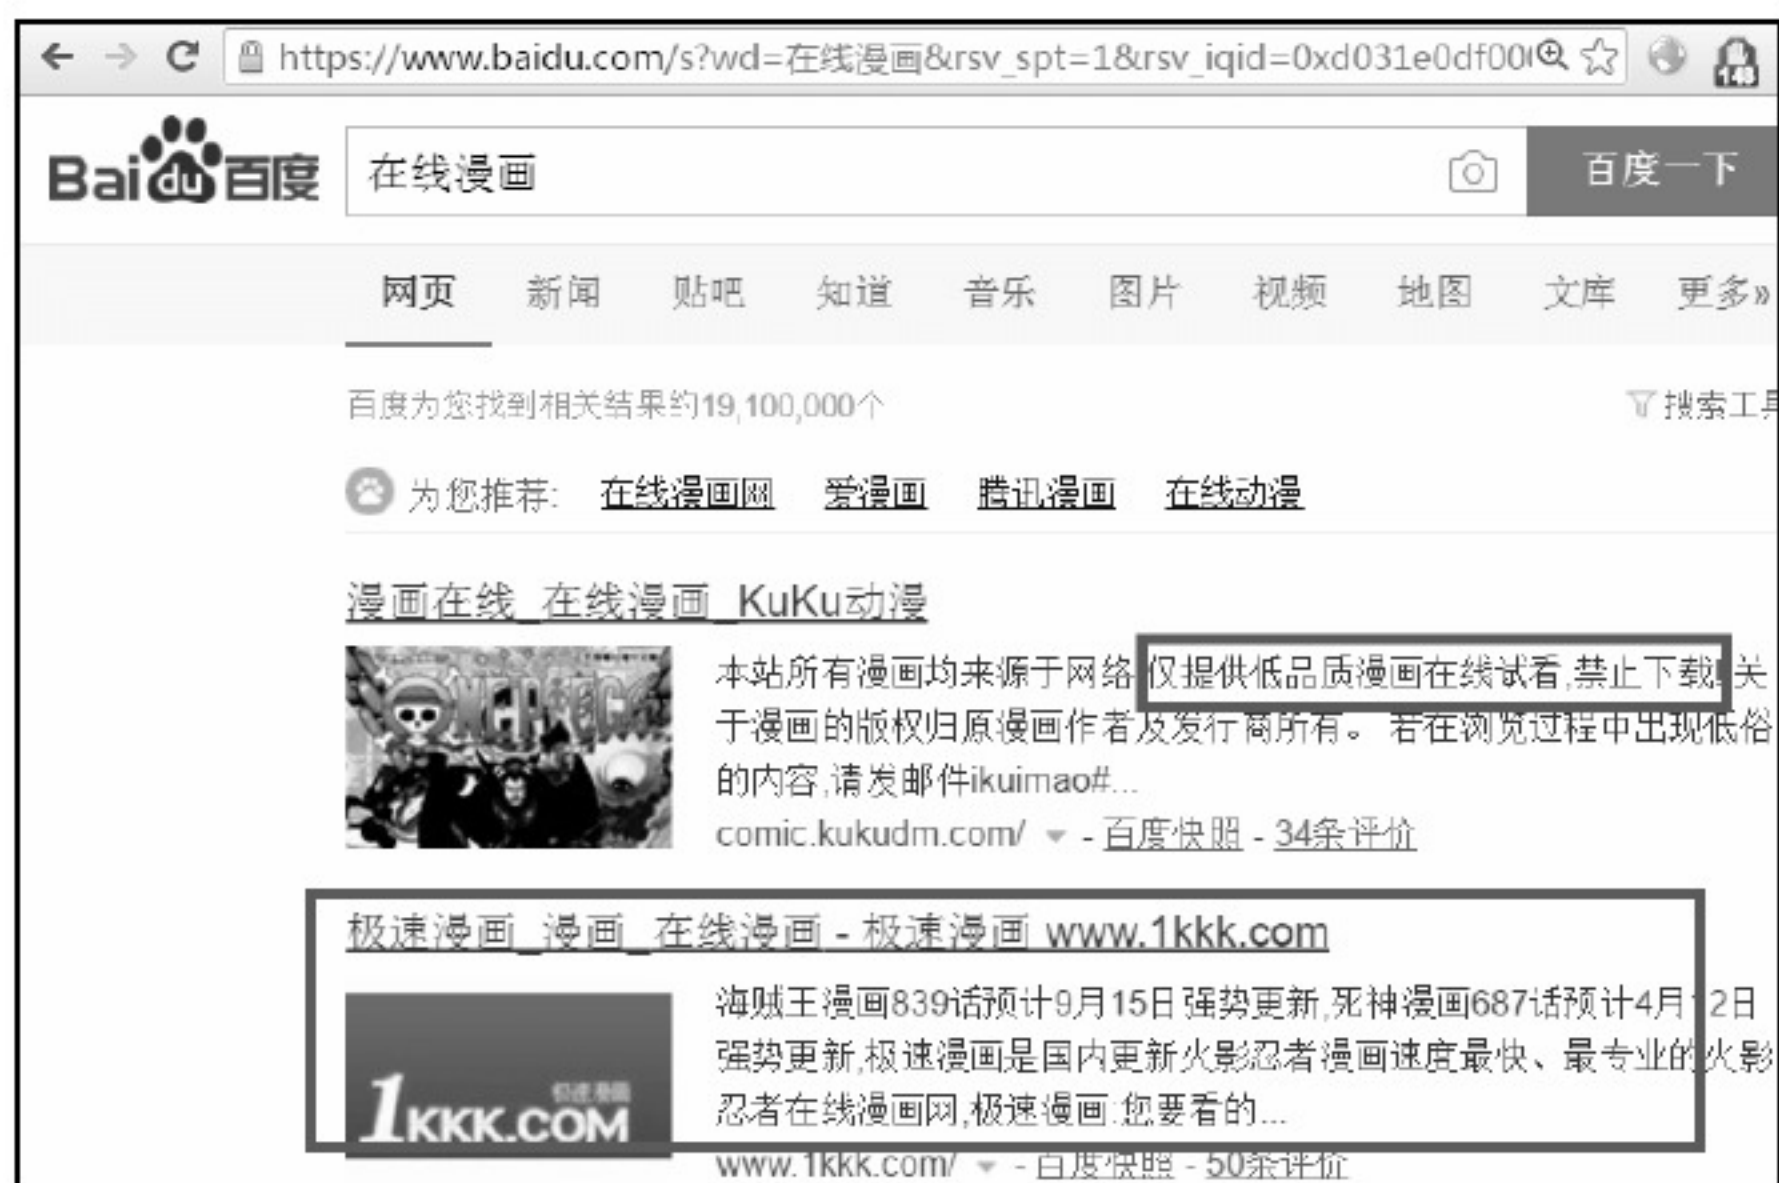 https://www.baidu.com/s?wd=在线漫画&rsv_spt=1&rsv_iqid=0xd031e0df00
148
Bai du 百度
在线漫画
百度一下
网页 新闻 贴吧 知道 音乐 图片 视频 地图 文库 更多»
百度为您找到相关结果约19,100,000个
搜索工具
为您推荐: 在线漫画网 爱漫画 腾讯漫画 在线动漫
漫画在线_在线漫画_KuKu动漫
ONE PIECE
本站所有漫画均来源于网络 仅提供低品质漫画在线试看,禁止下载!关
于漫画的版权归原漫画作者及发行商所有。 若在浏览过程中出现低俗
的内容,请发邮件ikuimao#...
comic.kukudm.com/ - 百度快照 - 34条评价
极速漫画_漫画_在线漫画 - 极速漫画 www.1kkk.com
海贼王漫画839话预计9月15日强势更新,死神漫画687话预计4月12日
强势更新,极速漫画是国内更新火影忍者漫画速度最快、最专业的火影
忍者在线漫画网,极速漫画:您要看的...
极速漫画
1KKK.COM
www.1kkk.com/ - 百度快照 - 50条评价